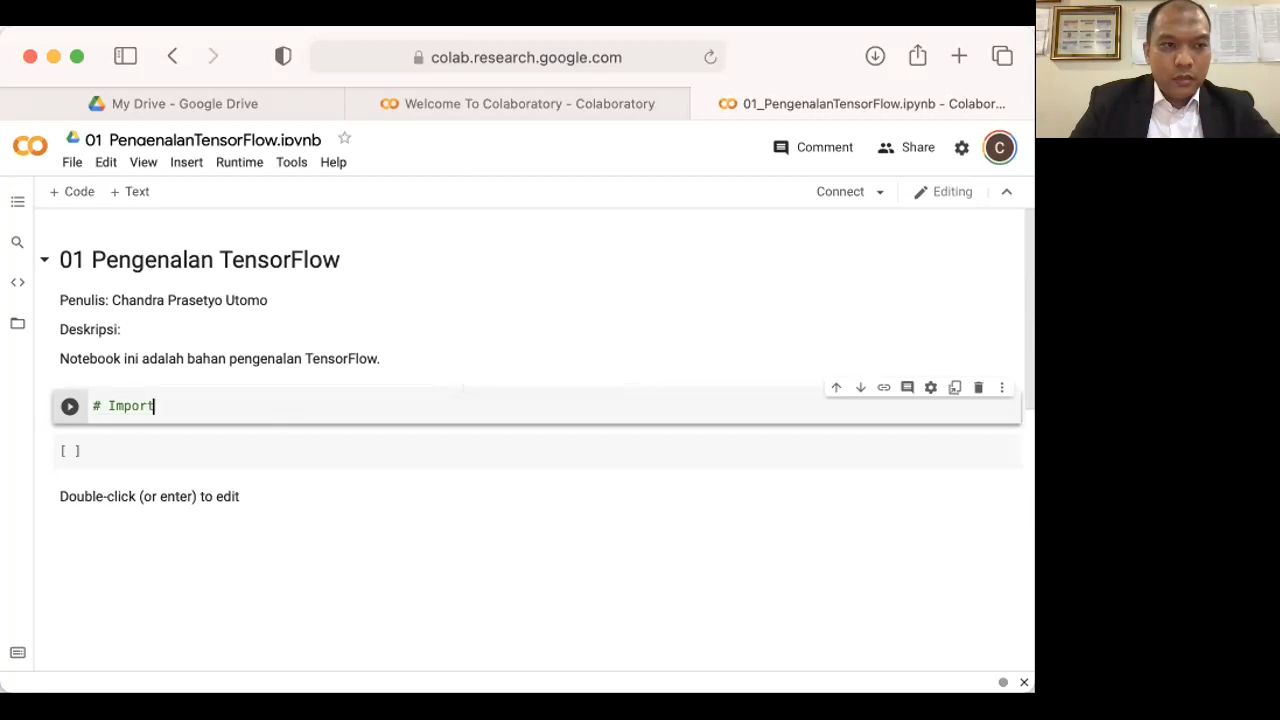 colab.research.google.com
My Drive - Google Drive
Welcome To Colaboratory - Colaboratory
01_PengenalanTensorFlow.ipynb - Colabor...
01_PengenalanTensorFlow.ipynb
Comment
Share
C
File Edit View Insert Runtime Tools Help
+ Code + Text
Connect
Editing
01 Pengenalan TensorFlow
Penulis: Chandra Prasetyo Utomo
Deskripsi:
Notebook ini adalah bahan pengenalan TensorFlow.
# Import
[ ]
Double-click (or enter) to edit